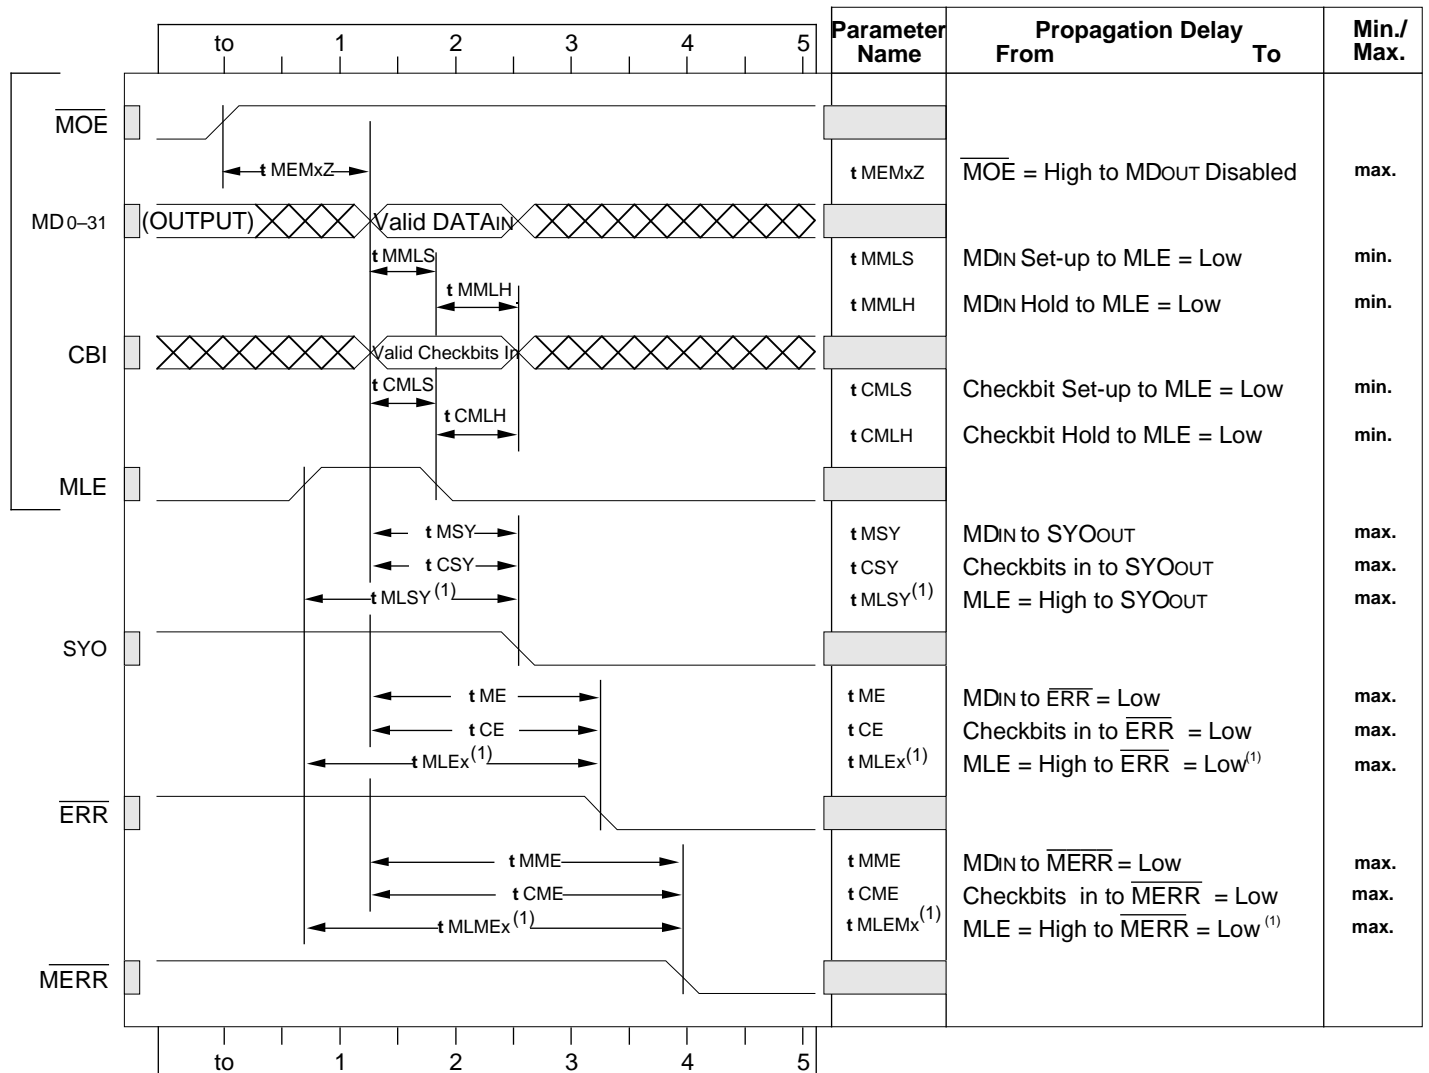 to 1 2 3 4 5 Parameter Name Propagation Delay From To Min./ Max.
MOE
t MEMxZ t MEMxZ MOE = High to MDOUT Disabled max.
MD 0–31 (OUTPUT) Valid DATAIN
t MMLS t MMLS MDIN Set-up to MLE = Low min.
t MMLH t MMLH MDIN Hold to MLE = Low min.
CBI Valid Checkbits In
t CMLS t CMLS Checkbit Set-up to MLE = Low min.
t CMLH t CMLH Checkbit Hold to MLE = Low min.
MLE
t MSY t MSY MDIN to SYOOUT max.
t CSY t CSY Checkbits in to SYOOUT max.
t MLSY (1) t MLSY (1) MLE = High to SYOOUT max.
SYO
t ME t ME MDIN to ERR = Low max.
t CE t CE Checkbits in to ERR = Low max.
t MLEx (1) t MLEx (1) MLE = High to ERR = Low (1) max.
ERR
t MME t MME MDIN to MERR = Low max.
t CME t CME Checkbits in to MERR = Low max.
t MLMEx (1) t MLEMx (1) MLE = High to MERR = Low (1) max.
MERR
to 1 2 3 4 5